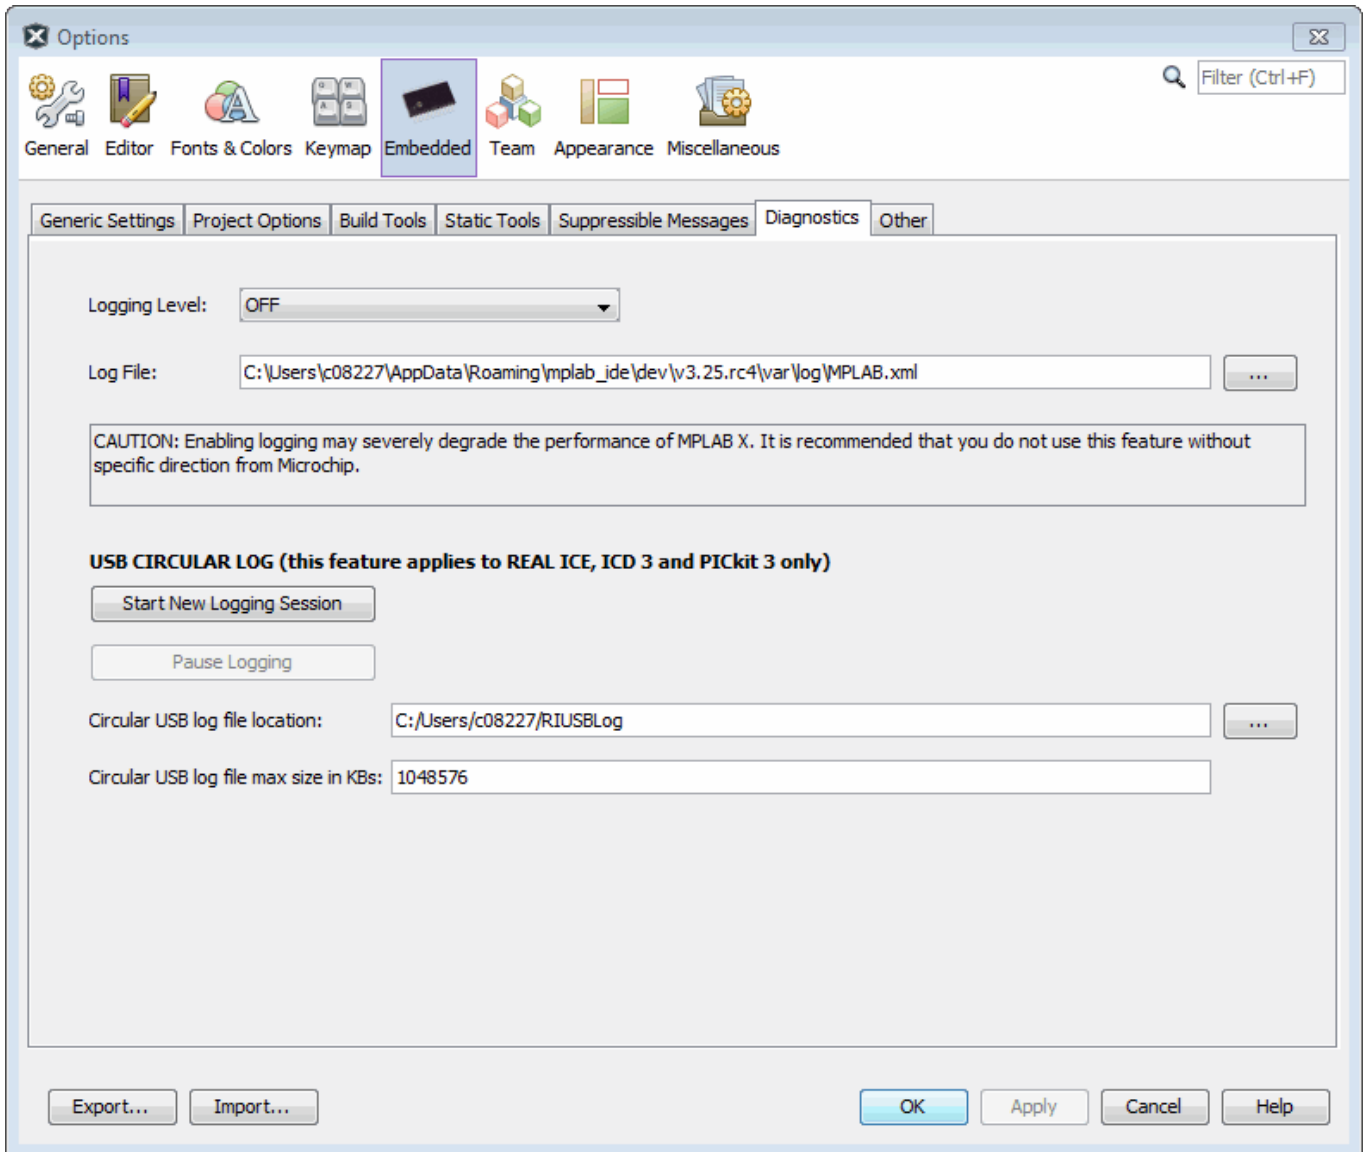 Options
Filter (Ctrl+F)
General Editor Fonts & Colors Keymap Embedded Team Appearance Miscellaneous
Generic Settings Project Options Build Tools Static Tools Suppressible Messages Diagnostics Other
Logging Level: OFF
Log File: C:\Users\c08227\AppData\Roaming\mplab_ide\dev\v3.25.rc4\var\log\MPLAB.xml ...
CAUTION: Enabling logging may severely degrade the performance of MPLAB X. It is recommended that you do not use this feature without
specific direction from Microchip.
USB CIRCULAR LOG (this feature applies to REAL ICE, ICD 3 and PICkit 3 only)
Start New Logging Session
Pause Logging
Circular USB log file location: C:/Users/c08227/RIUSBLog ...
Circular USB log file max size in KBs: 1048576
Export... Import... OK Apply Cancel Help